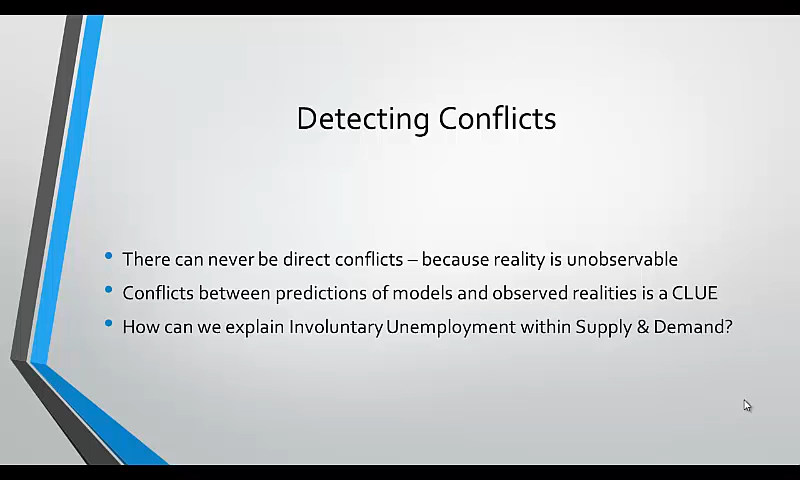 Detecting Conflicts
• There can never be direct conflicts – because reality is unobservable
• Conflicts between predictions of models and observed realities is a CLUE
• How can we explain Involuntary Unemployment within Supply & Demand?